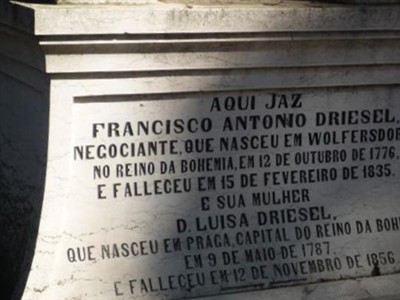 AQUI JAZ
FRANCISCO ANTONIO DRIESEL,
NEGOCIANTE, QUE NASCEU EM WOLFERSDOR
NO REINO DA BOHEMIA, EM 12 DE OUTUBRO DE 1776,
E FALLECEU EM 15 DE FEVEREIRO DE 1835.
E SUA MULHER
D. LUISA DRIESEL,
QUE NASCEU EM PRAGA, CAPITAL DO REINO DA BOH
EM 9 DE MAIO DE 1787.
E FALLECEU EM 12 DE NOVEMBRO DE 1856